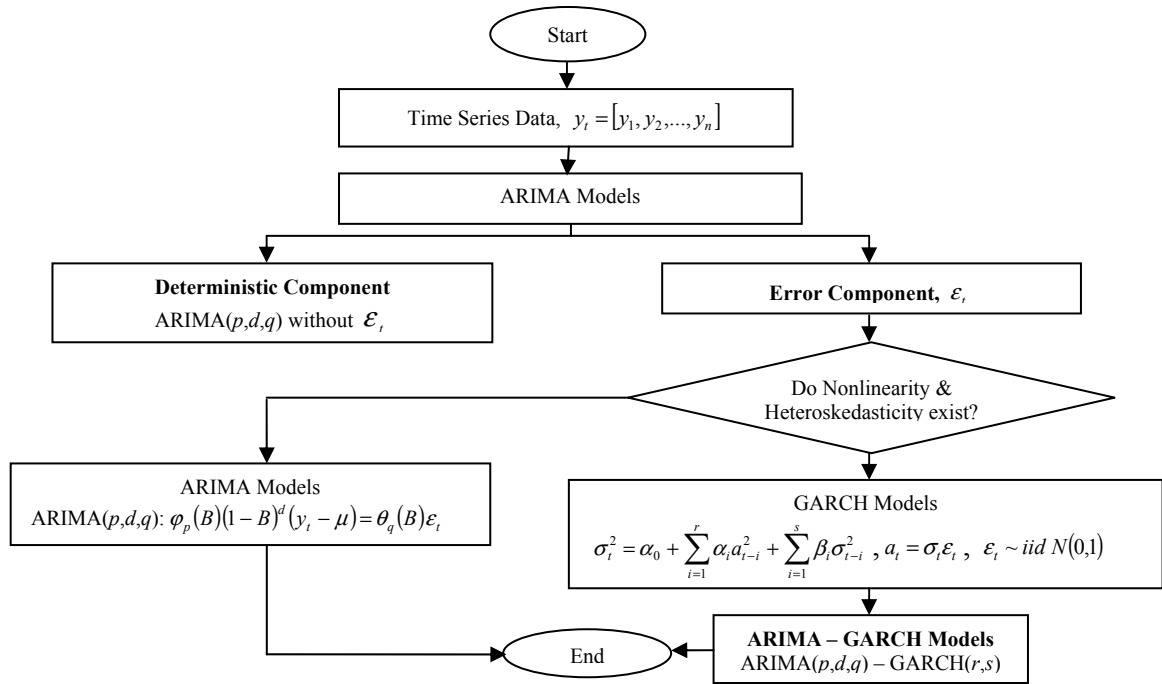 Start
Time Series Data, y_t = [y_1, y_2,..., y_n]
ARIMA Models
Deterministic Component
ARIMA(p,d,q) without ε_t
Error Component, ε_t
Do Nonlinearity &
Heteroskedasticity exist?
ARIMA Models
ARIMA(p,d,q): φ_p(B)(1 − B)^d(y_t − μ) = θ_q(B)ε_t
GARCH Models
σ_t^2 = α_0 + ∑_{i=1}^{r} α_i a_{t−i}^2 + ∑_{i=1}^{s} β_i σ_{t−i}^2 , a_t = σ_t ε_t , ε_t ~ iid N(0,1)
ARIMA – GARCH Models
ARIMA(p,d,q) – GARCH(r,s)
End